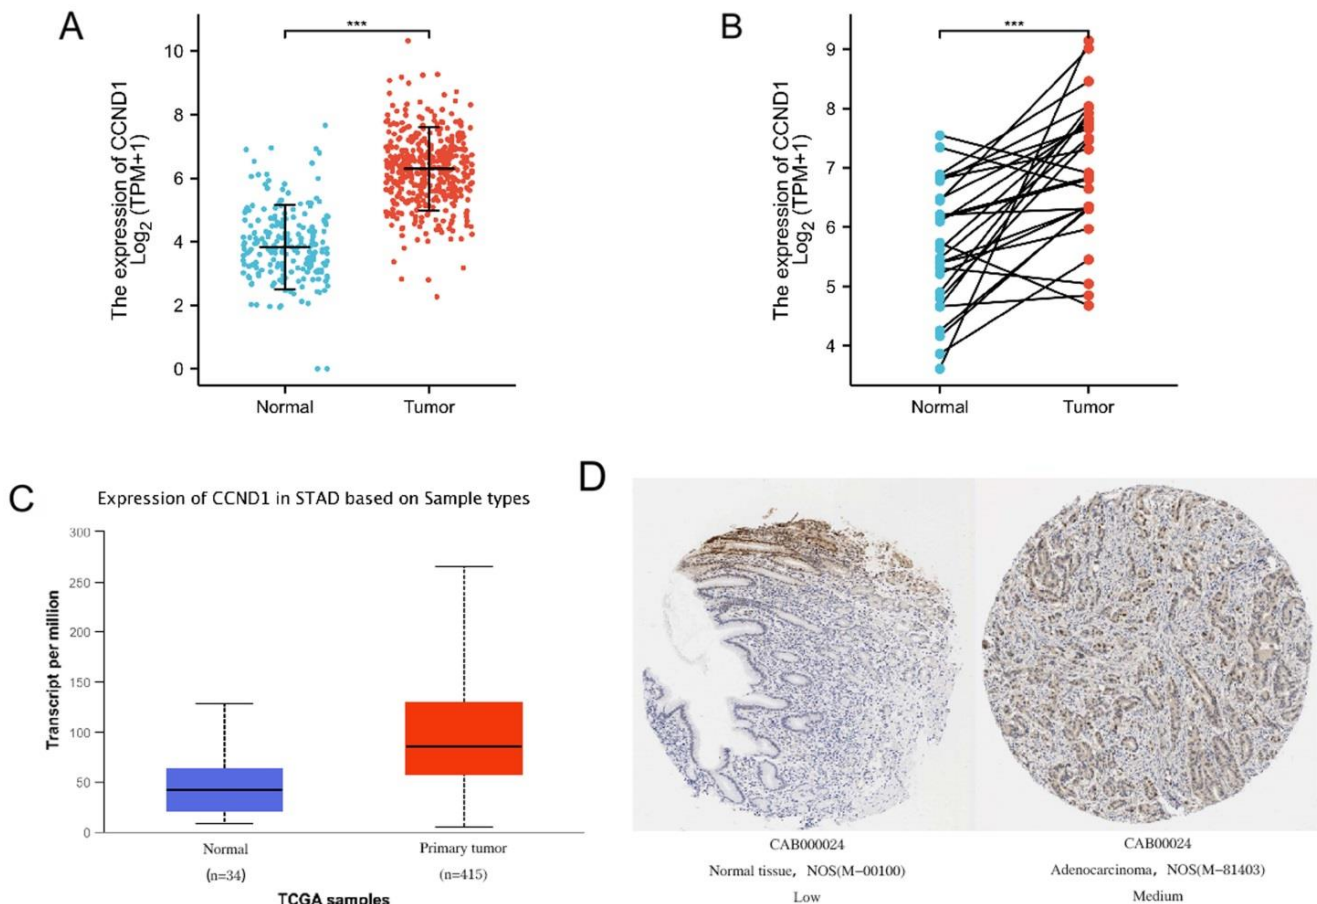 A
***
The expression of CCND1
Log2 (TPM+1)
10
8
6
4
2
0
Normal
Tumor
B
***
The expression of CCND1
Log2 (TPM+1)
9
8
7
6
5
4
Normal
Tumor
C
Expression of CCND1 in STAD based on Sample types
Transcript per million
300
250
200
150
100
50
0
Normal
(n=34)
Primary tumor
(n=415)
TCGA samples
D
CAB000024
Normal tissue, NOS(M-00100)
Low
CAB00024
Adenocarcinoma, NOS(M-81403)
Medium